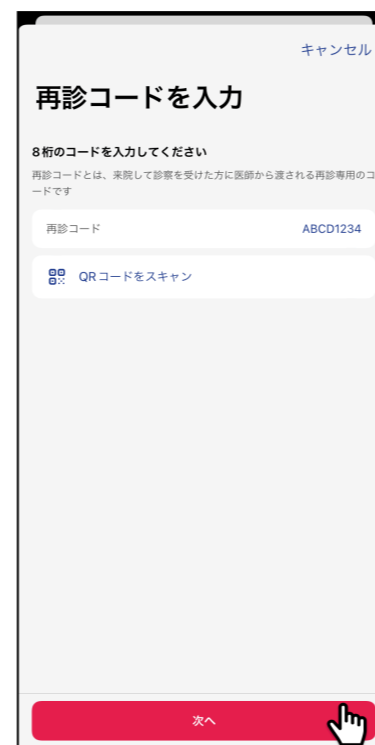 キャンセル
再診コードを入力
8桁のコードを入力してください
再診コードとは、来院して診察を受けた方に医師から渡される再診専用のコ
ードです
再診コード ABCD1234
QRコードをスキャン
次へ